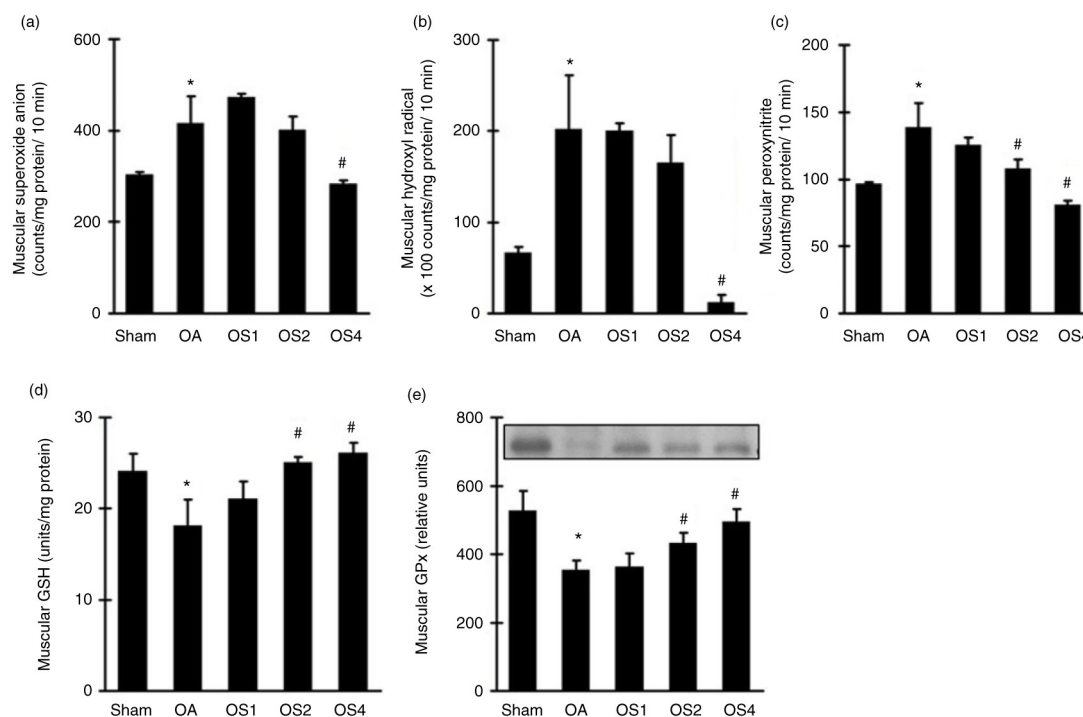 (a)
Muscular superoxide anion
(counts/mg protein/ 10 min)
600
400
200
0
*
#
Sham OA OS1 OS2 OS4
(b)
Muscular hydroxyl radical
(x 100 counts/mg protein/ 10 min)
300
200
100
0
*
#
Sham OA OS1 OS2 OS4
(c)
Muscular peroxynitrite
(counts/mg protein/ 10 min)
200
150
100
50
0
*
#
#
Sham OA OS1 OS2 OS4
(d)
Muscular GSH (units/mg protein)
30
20
10
0
*
#
#
Sham OA OS1 OS2 OS4
(e)
Muscular GPx (relative units)
800
600
400
200
0
*
#
#
Sham OA OS1 OS2 OS4